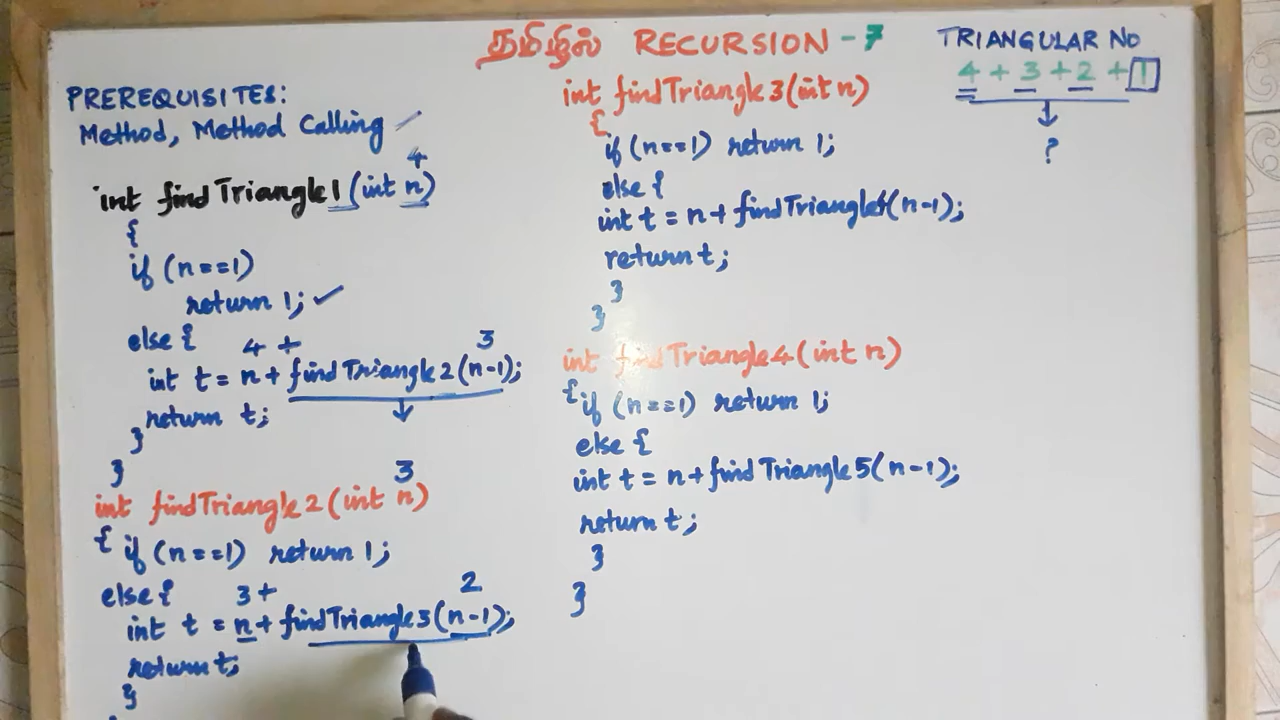 தமிழில் RECURSION - 7
PREREQUISITES:
Method, Method Calling
4
int findTriangle1(int n)
{
if (n==1)
return 1; ✓
else {
4 + 3
int t = n + findTriangle2(n-1);
return t;
}
}
3
int findTriangle2(int n)
{ if (n==1) return 1;
else {
3+ 2
int t = n + findTriangle3(n-1);
return t;
}
int findTriangle3(int n)
{
if (n==1) return 1;
else {
int t = n + findTriangle4(n-1);
return t;
}
}
int findTriangle4(int n)
{ if (n==1) return 1;
else {
int t = n + findTriangle5(n-1);
return t;
}
}
TRIANGULAR NO
4 + 3 + 2 + 1
?